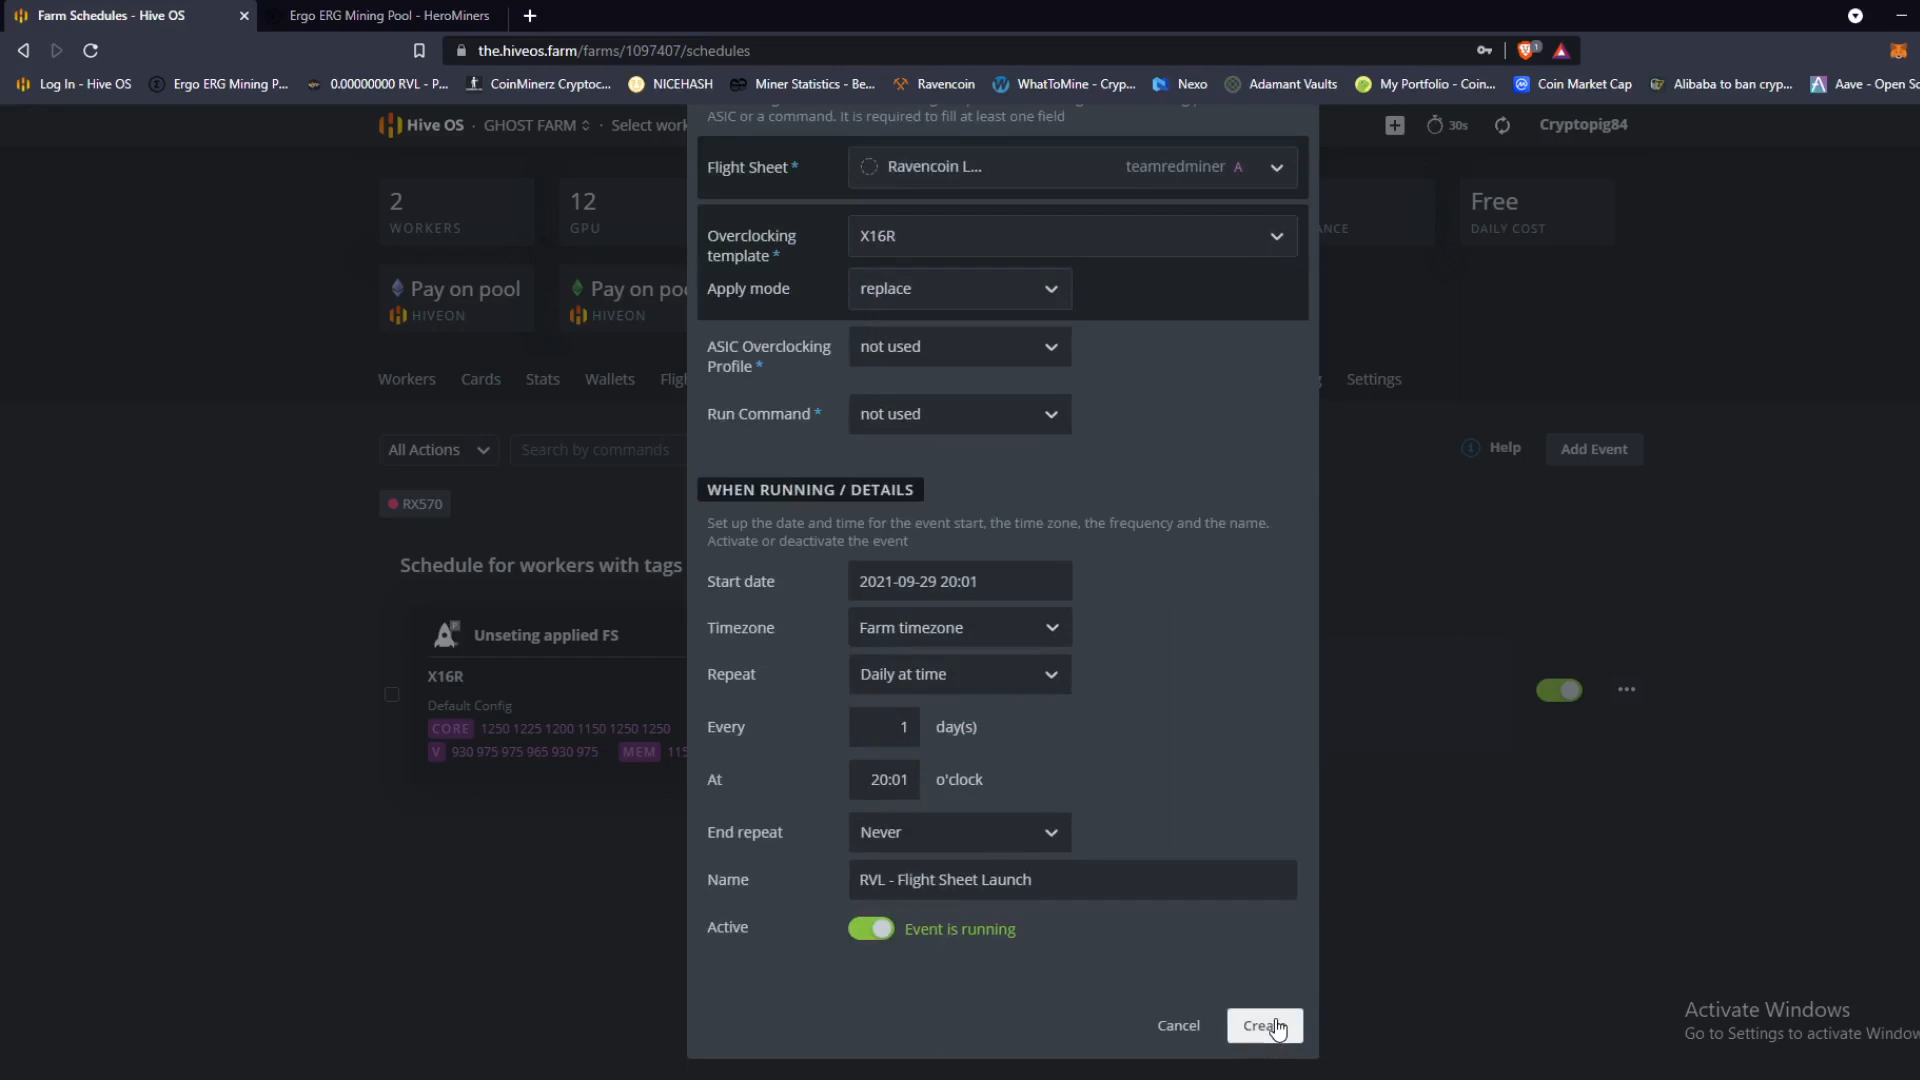 Farm Schedules - Hive OS
Ergo ERG Mining Pool - HeroMiners
the.hiveos.farm/farms/1097407/schedules
1
Log In - Hive OS
Ergo ERG Mining P...
0.00000000 RVL - P...
CoinMinerz Cryptoc...
NICEHASH
Miner Statistics - Be...
Ravencoin
WhatToMine - Cryp...
Nexo
Adamant Vaults
My Portfolio - Coin...
Coin Market Cap
Alibaba to ban cryp...
Aave - Open So
Hive OS · GHOST FARM · Select work
ASIC or a command. It is required to fill at least one field
30s
Cryptopig84
2
WORKERS
12
GPU
Free
DAILY COST
ANCE
Pay on pool
HIVEON
Pay on poo
HIVEON
Workers Cards Stats Wallets Fligh
Settings
All Actions
Search by commands
Help
Add Event
RX570
Schedule for workers with tags
Unseting applied FS
X16R
Default Config
CORE 1250 1225 1200 1150 1250 1250
V 930 975 975 965 930 975 MEM 115
Flight Sheet *
Ravencoin L...
teamredminer A
Overclocking
template *
X16R
Apply mode
replace
ASIC Overclocking
Profile *
not used
Run Command *
not used
WHEN RUNNING / DETAILS
Set up the date and time for the event start, the time zone, the frequency and the name.
Activate or deactivate the event
Start date
2021-09-29 20:01
Timezone
Farm timezone
Repeat
Daily at time
Every
1 day(s)
At
20:01 o'clock
End repeat
Never
Name
RVL - Flight Sheet Launch
Active
Event is running
Cancel
Activate Windows
Go to Settings to activate Window